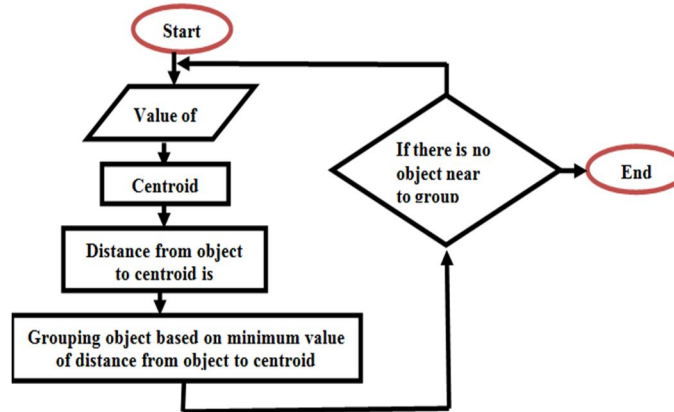 Start
Value of
Centroid
Distance from object
to centroid is
Grouping object based on minimum value
of distance from object to centroid
If there is no
object near
to group
End